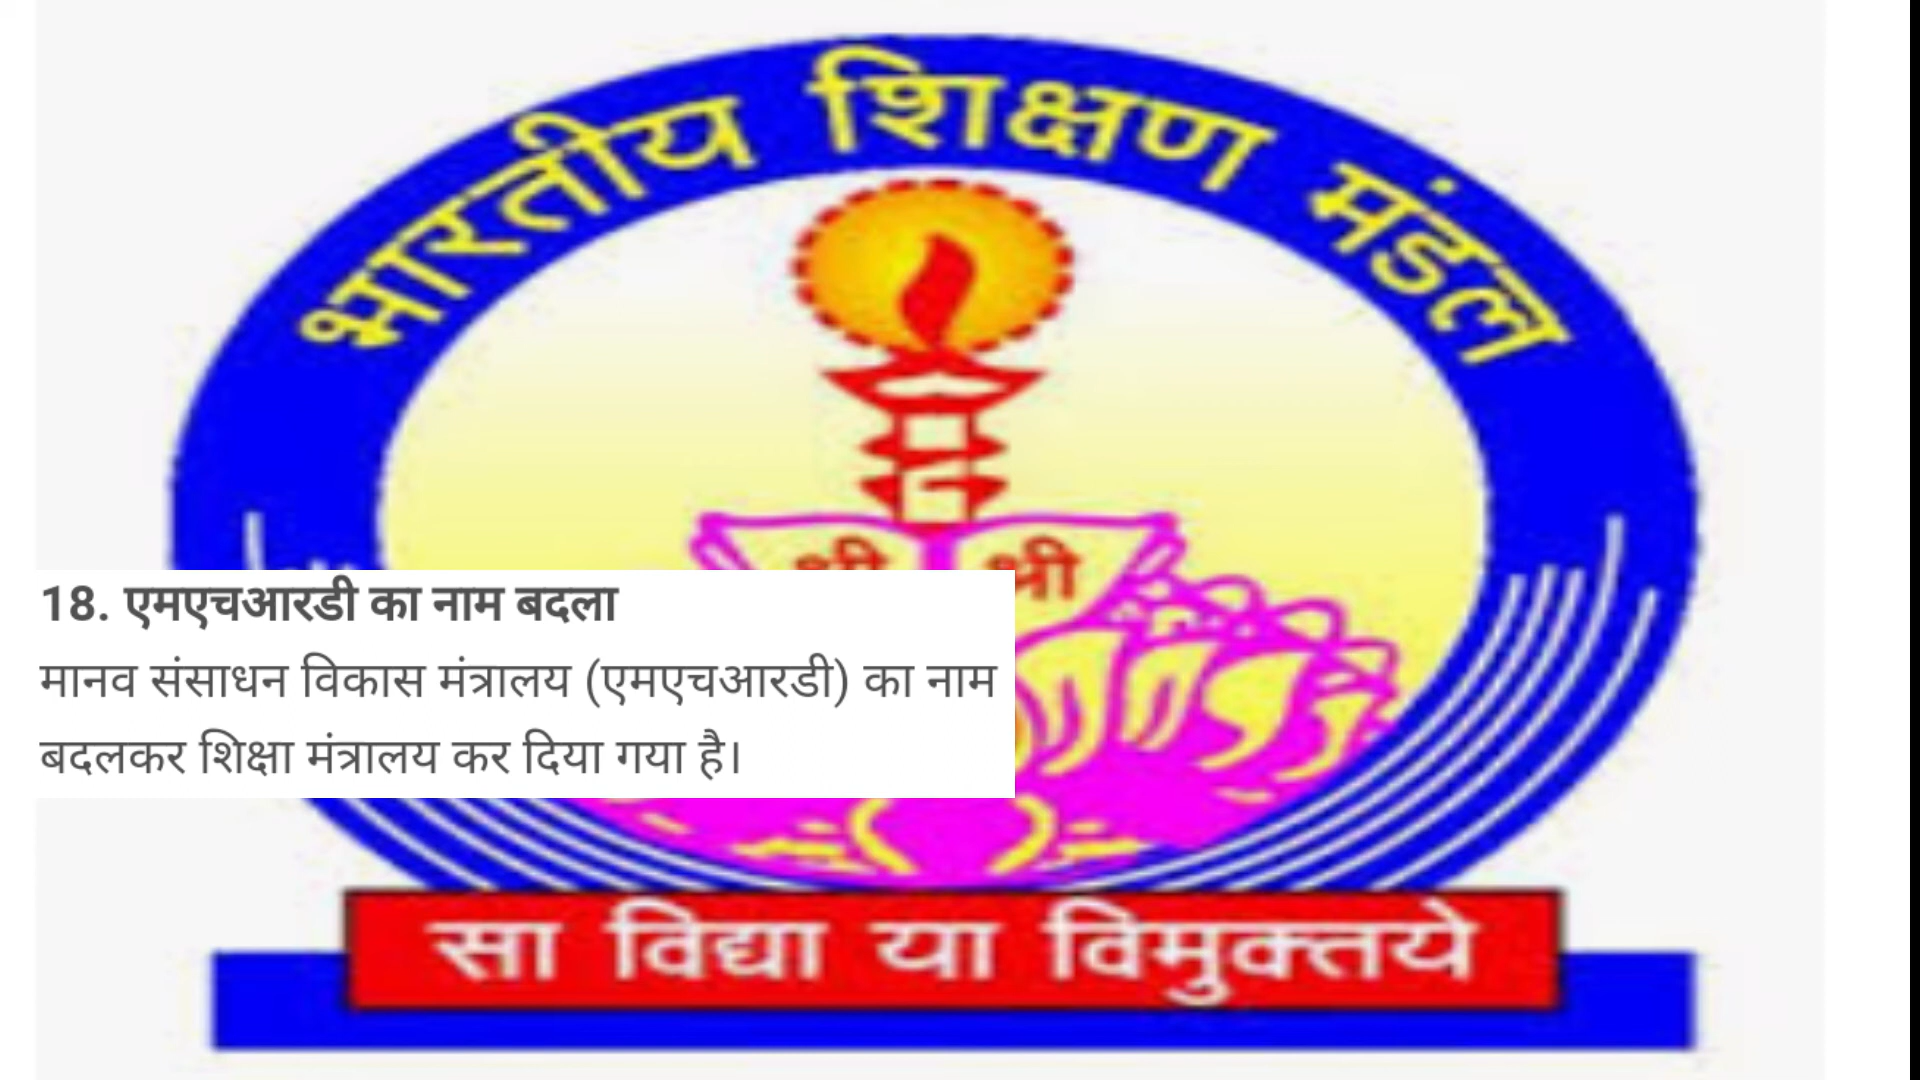 भारतीय शिक्षण मंडल
श्री श्री
18. एमएचआरडी का नाम बदला
मानव संसाधन विकास मंत्रालय (एमएचआरडी) का नाम
बदलकर शिक्षा मंत्रालय कर दिया गया है।
सा विद्या या विमुक्तये